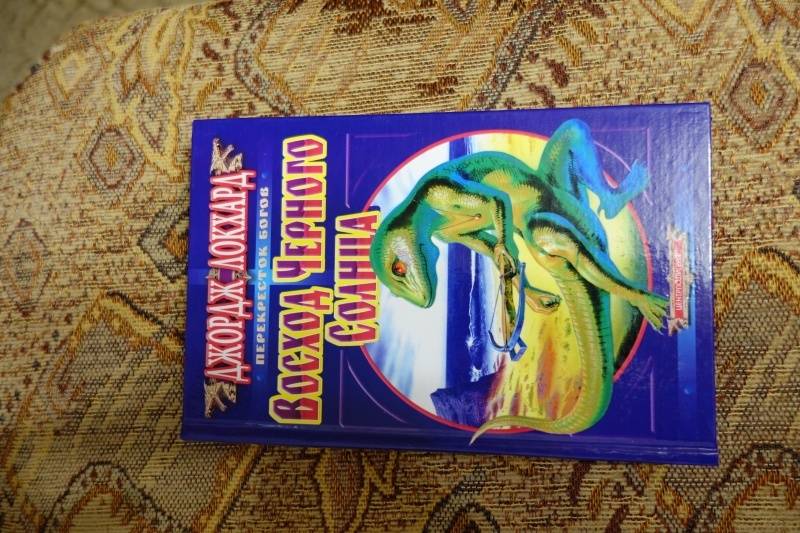 ДЖОРДЖ ЛОКХАРД
ПЕРЕКРЕСТОК БОГОВ
ВОСХОД ЧЕРНОГО
СОЛНЦА